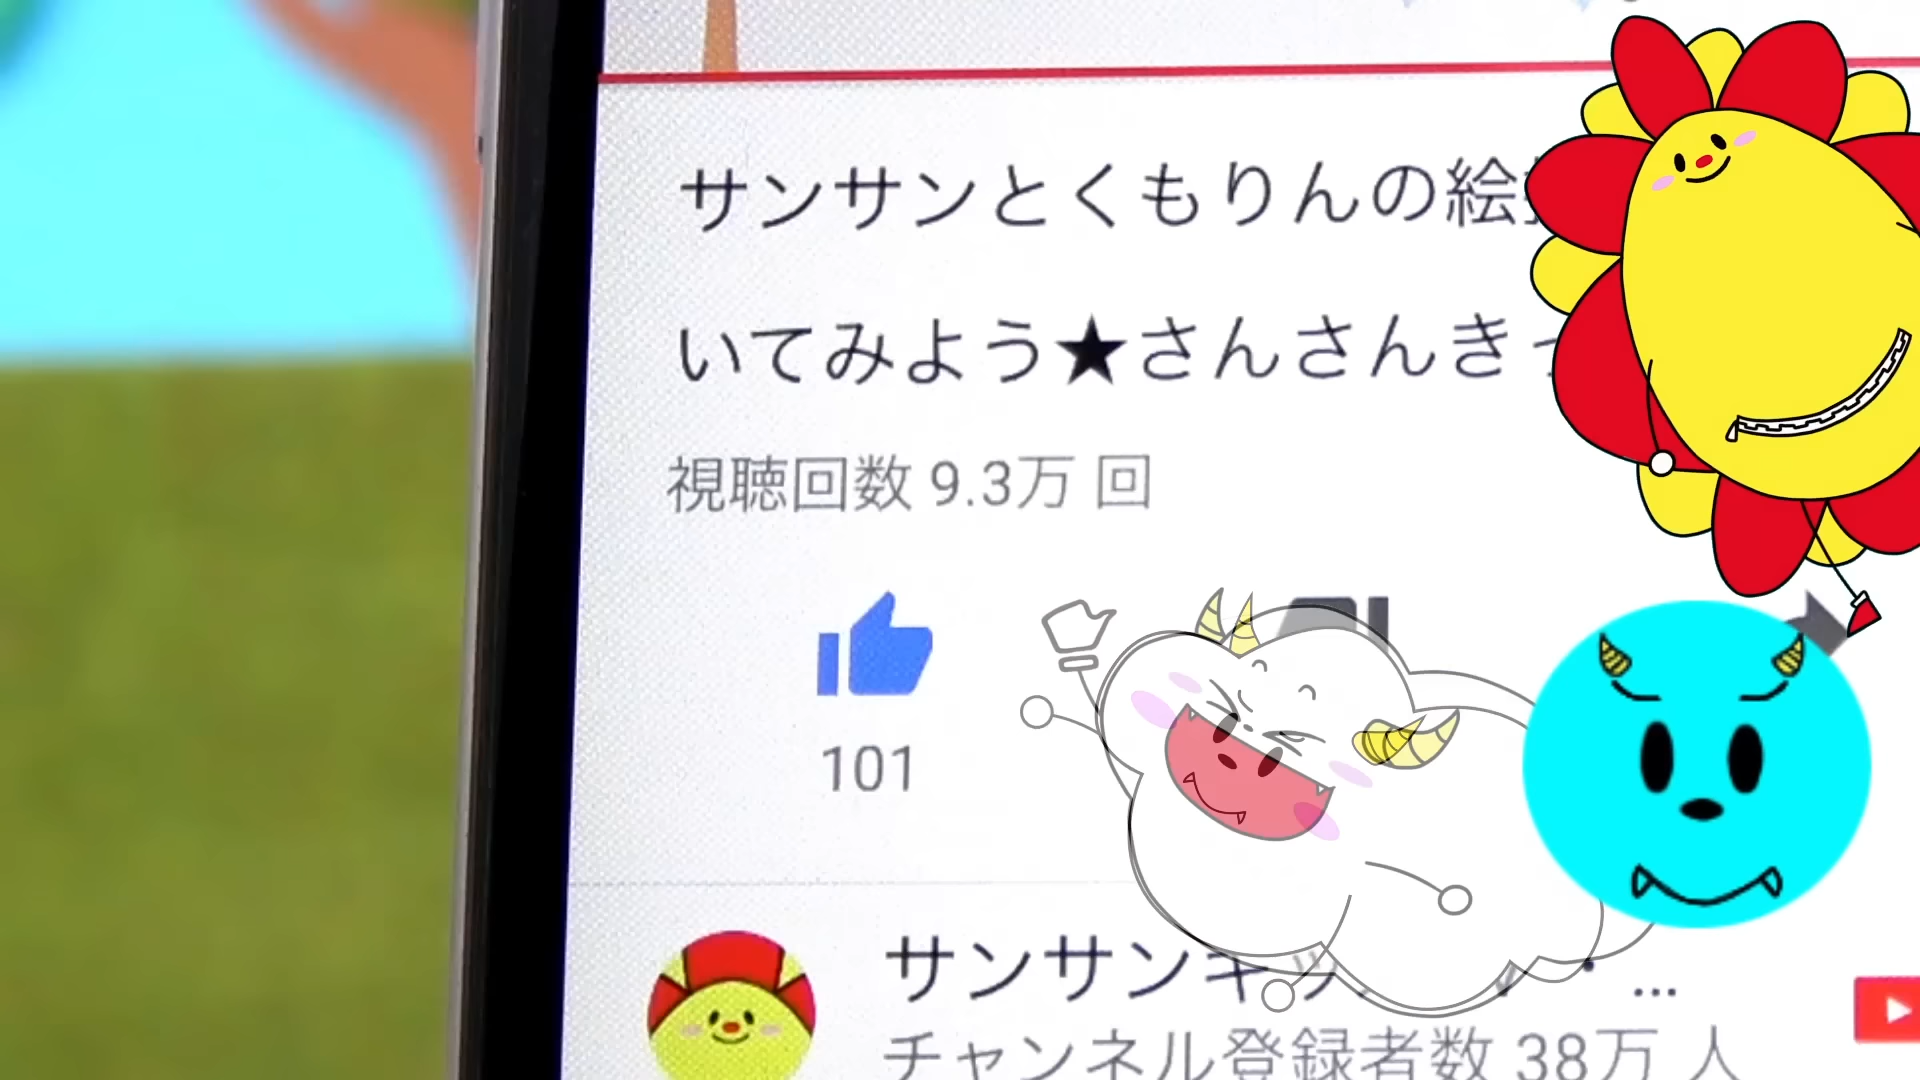 サンサンとくもりんの絵
いてみよう★さんさんきっ
視聴回数 9.3万 回
101
サンサンキッ
...
チャンネル登録者数 38万 人